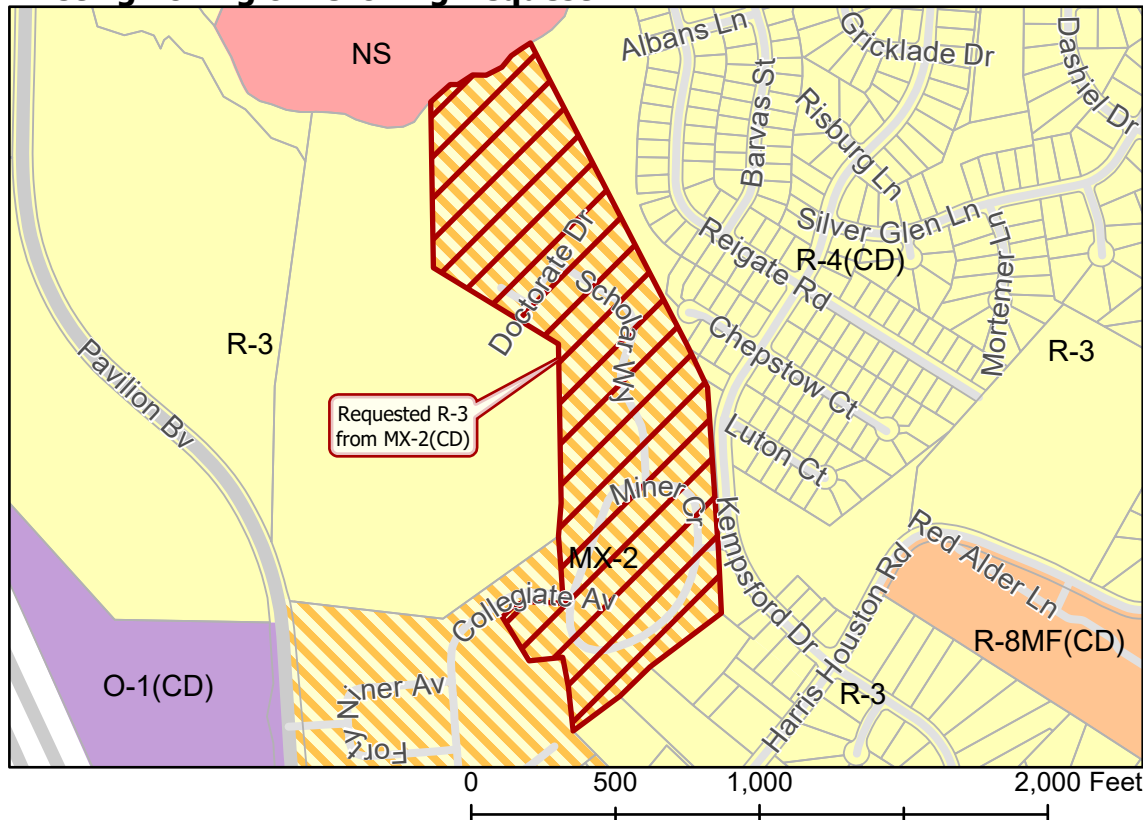 NS
Albans Ln
Gricklade Dr
Dashiel Dr
Barvas St
Risburg Ln
Silver Glen Ln
Reigate Rd
R-4(CD)
Mortemer Ln
Doctorate Dr
Scholar Wy
Chepstow Ct
R-3
R-3
Pavilion Bv
Requested R-3
from MX-2(CD)
Luton Ct
Miner Cr
Kempsford Dr
MX-2
Red Alder Ln
Collegiate Av
Harris Houston Rd
R-8MF(CD)
O-1(CD)
Forty Niner Av
R-3
0 500 1,000 2,000 Feet